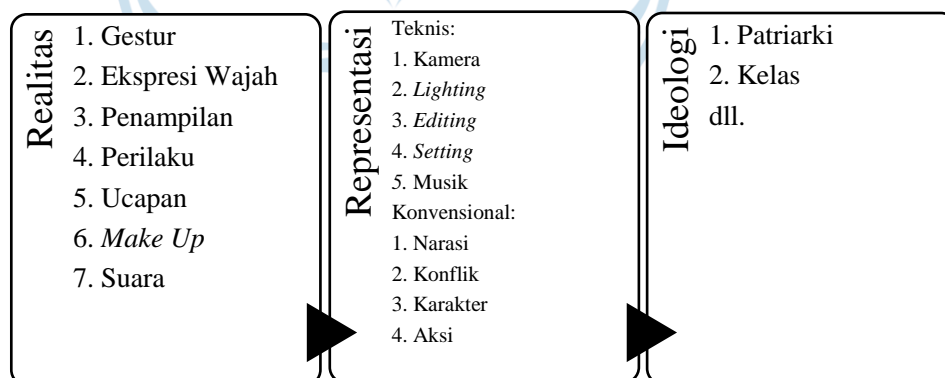 Realitas
1. Gestur
2. Ekspresi Wajah
3. Penampilan
4. Perilaku
5. Ucapan
6. Make Up
7. Suara
Representasi
Teknis:
1. Kamera
2. Lighting
3. Editing
4. Setting
5. Musik
Konvensional:
1. Narasi
2. Konflik
3. Karakter
4. Aksi
Ideologi
1. Patriarki
2. Kelas
dll.